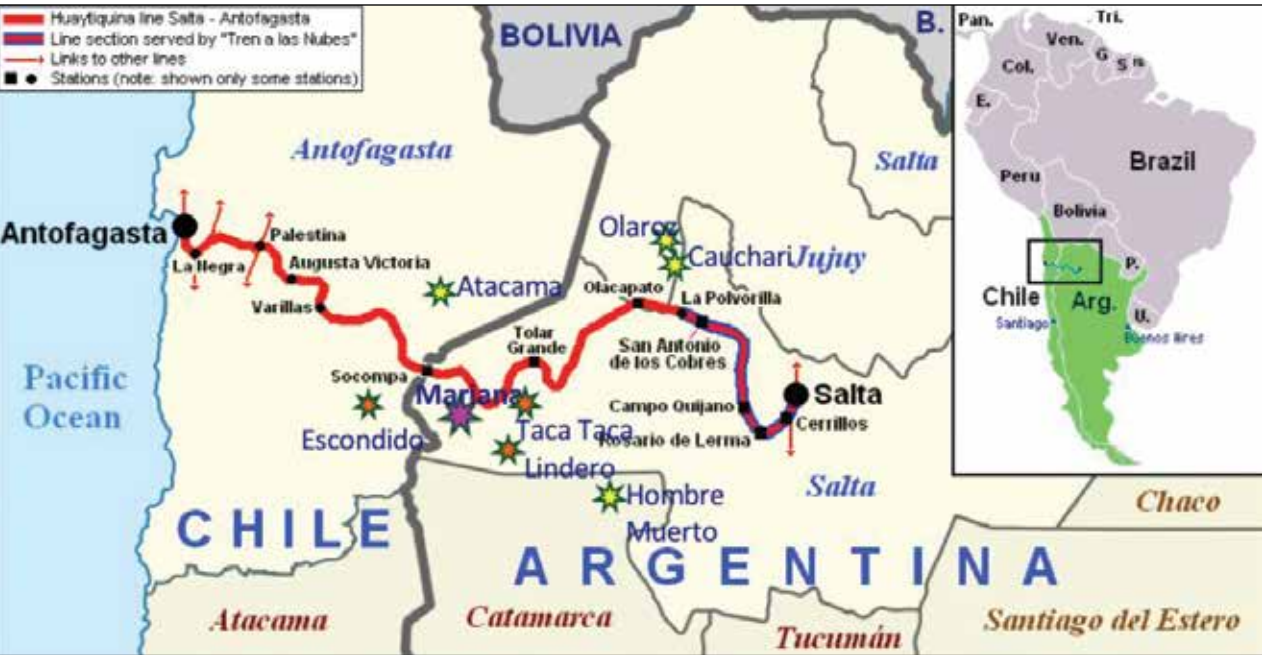 Huaytiquina line Salta - Antofagasta
Line section served by "Tren a las Nubes"
Links to other lines
Stations (note: shown only some stations)
BOLIVIA
B.
Pan.
Tri.
Ven.
G
S
Col.
E.
Brazil
Peru
Bolivia
P.
Chile
Arg.
U.
Santiago
Buenos Aires
Antofagasta
Salta
Antofagasta
Palestina
La Negra
Augusta Victoria
Varillas
Atacama
Olaroz
Cauchari
Jujuy
Olacapato
La Polvorilla
San Antonio
de los Cobres
Tolar
Grande
Socompa
Mariana
Salta
Campo Quijano
Cerrillos
Rosario de Lerma
Pacific
Ocean
Escondido
Taca Taca
Lindero
Hombre
Muerto
Salta
Chaco
CHILE
ARGENTINA
Atacama
Catamarca
Tucumán
Santiago del Estero